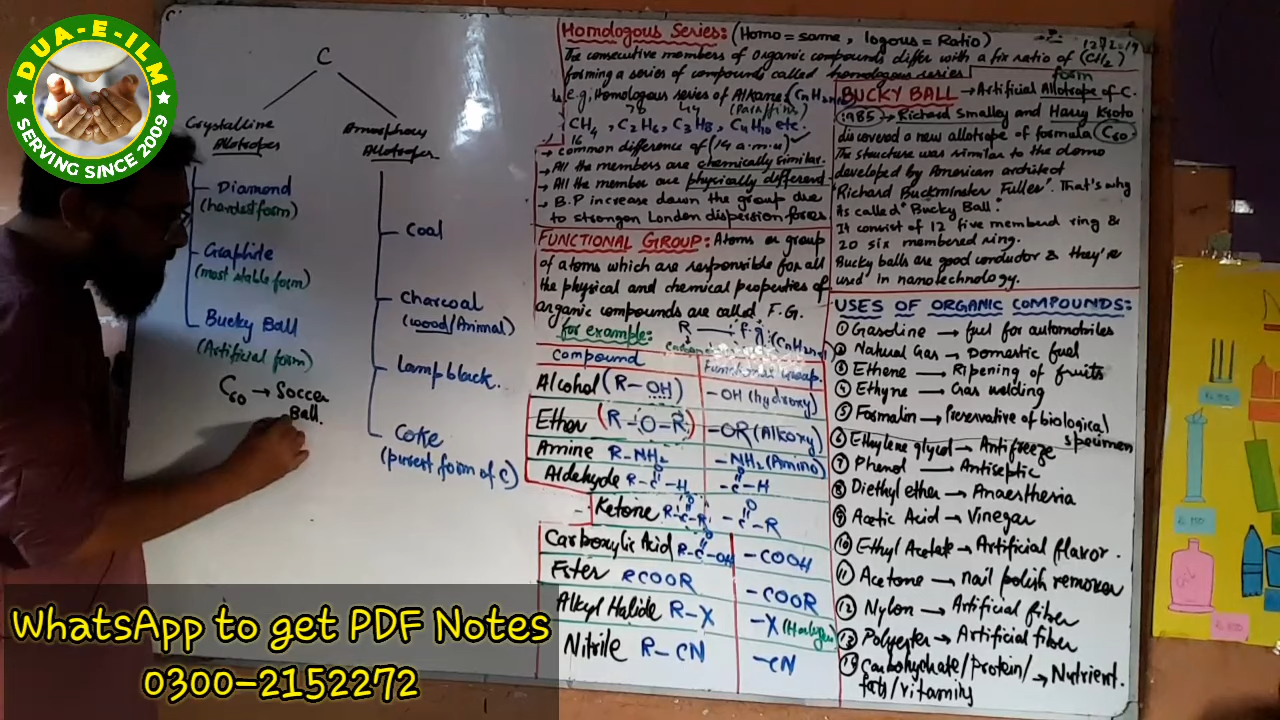 DUA-E-ILM
SERVING SINCE 2009
C
Crystalline
Allotropes
Diamond
(hardest form)
Graphite
(most stable form)
Bucky Ball
(Artificial form)
C60 → Soccer
Ball.
Amorphous
Allotropes
Coal
Charcoal
(wood/Animal)
Lampblack.
Coke
(purest form of C)
Homologous Series: (Homo = same, logous = Ratio)
The consecutive members of organic compounds differ with a fix ratio of (CH2)
forming a series of compounds called homologous series.
e.g; Homologous series of Alkane
(Paraffins)
CH4, C2H6, C3H8, C4H10 etc.
16
→ common difference of (14 a.m.u)
→ All the members are chemically similar.
→ All the member are physically different
→ B.P increase down the group due
to stronger London dispersion forces
FUNCTIONAL GROUP: Atoms or group
of atoms which are responsible for all
the physical and chemical properties of
organic compounds are called F.G.
for example: R — f.g.
Compound
Functional Group.
Alcohol (R-OH) -OH (hydroxy)
Ether (R-O-R) -OR (Alkoxy)
Amine R-NH2 -NH2 (Amino)
Aldehyde R-C-H -C-H
O O
Ketone R-C-R -C-R
O O
Carboxylic Acid R-C-OH -COOH
O
Ester RCOOR -COOR
Alkyl Halide R-X -X (Halogen)
Nitrile R-CN -CN
form
BUCKY BALL → Artificial Allotrope of C.
1985 → Richard Smalley and Harry Kroto
discovered a new allotrope of formula (C60)
The structure was similar to the domo
developed by American architect
"Richard Buckminster Fuller". That's why
As called "Bucky Ball".
It consist of 12 five memberd ring &
20 six membered ring.
Bucky balls are good conductor & they're
used in nanotechnology.
USES OF ORGANIC COMPOUNDS:
① Gasoline → fuel for automobiles
② Natural Gas → Domestic fuel
③ Ethene → Ripening of fruits
④ Ethyne → Gas welding
⑤ Formalin → Preservative of biological
specimen
⑥ Ethylene glycol → Antifreeze
⑦ Phenol → Antiseptic
⑧ Diethyl ether → Anaesthesia
⑨ Acetic Acid → Vinegar
⑩ Ethyl Acetate → Artificial flavor.
⑪ Acetone → nail polish remover
⑫ Nylon → Artificial fiber
⑬ Polyester → Artificial fiber
⑭ Carbohydrate/protein/ → Nutrient.
fats/vitamins
WhatsApp to get PDF Notes
0300-2152272